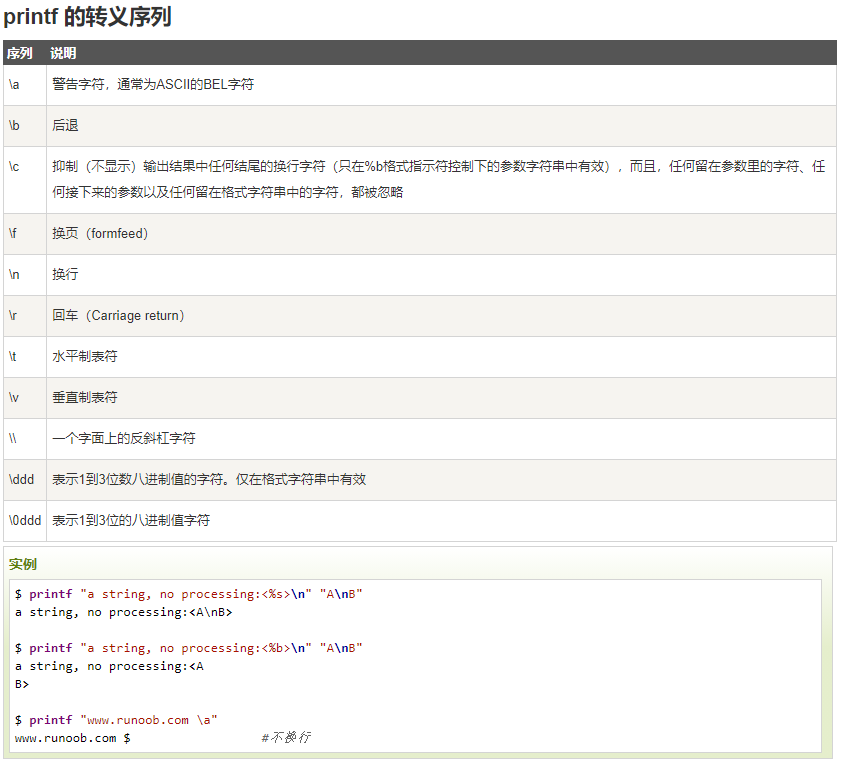 printf 的转义序列
序列 说明
\a 警告字符，通常为ASCII的BEL字符
\b 后退
\c 抑制（不显示）输出结果中任何结尾的换行字符（只在%b格式指示符控制下的参数字符串中有效），而且，任何留在参数里的字符、任
何接下来的参数以及任何留在格式字符串中的字符，都被忽略
\f 换页（formfeed）
\n 换行
\r 回车（Carriage return）
\t 水平制表符
\v 垂直制表符
\\ 一个字面上的反斜杠字符
\ddd 表示1到3位数八进制值的字符。仅在格式字符串中有效
\0ddd 表示1到3位的八进制值字符
实例
$ printf "a string, no processing:<%s>\n" "A\nB"
a string, no processing:<A\nB>
$ printf "a string, no processing:<%b>\n" "A\nB"
a string, no processing:<A
B>
$ printf "www.runoob.com \a"
www.runoob.com $ #不换行